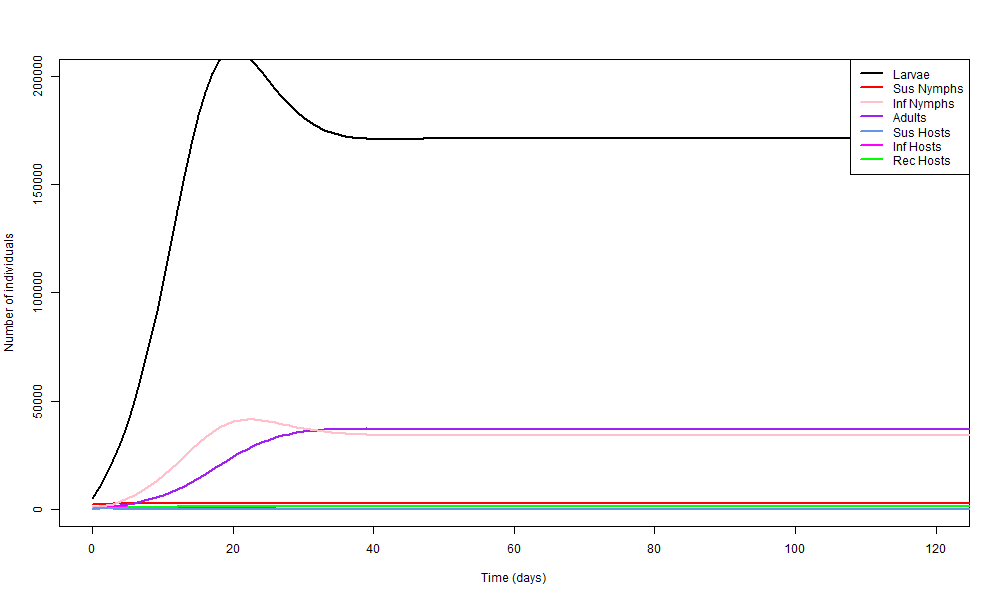 Number of individuals
200000
150000
100000
50000
0
Larvae
Sus Nymphs
Inf Nymphs
Adults
Sus Hosts
Inf Hosts
Rec Hosts
0 20 40 60 80 100 120
Time (days)